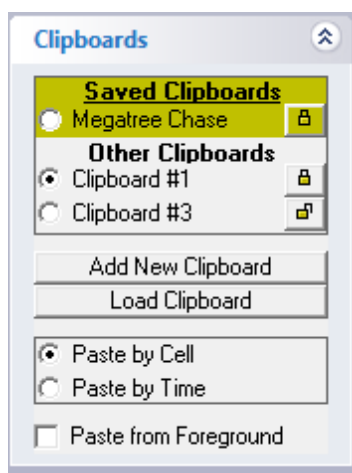 Clipboards
Saved Clipboards
Megatree Chase
Other Clipboards
Clipboard #1
Clipboard #3
Add New Clipboard
Load Clipboard
Paste by Cell
Paste by Time
Paste from Foreground